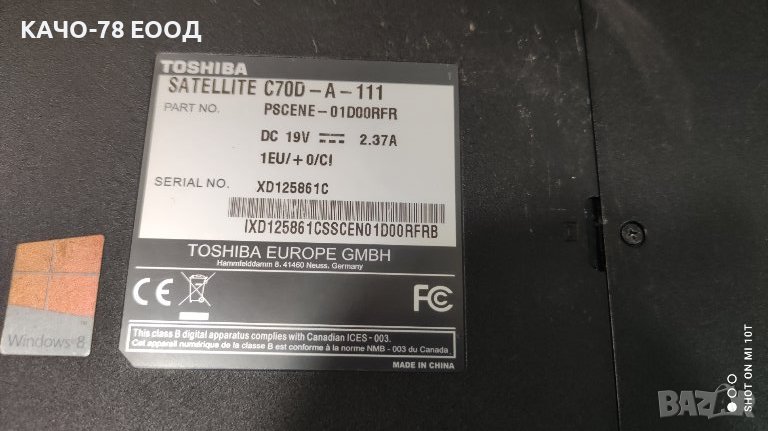 КАЧО-78 ЕООД
TOSHIBA
SATELLITE C70D-A-111
PART NO. PSCENE-01D00RFR
DC 19V 2.37A
1EU/+0/C!
SERIAL NO. XD125861C
IXD125861CSSCEN01D00RFRB
TOSHIBA EUROPE GMBH
Hammfelddamm 8, 41460 Neuss, Germany
CE
FC
This class B digital apparatus complies with Canadian ICES - 003.
Cet appareil numérique de la classe B est conforme à la norme NMB - 003 du Canada.
MADE IN CHINA
Windows 8
SHOT ON MI 10T
BAZAR